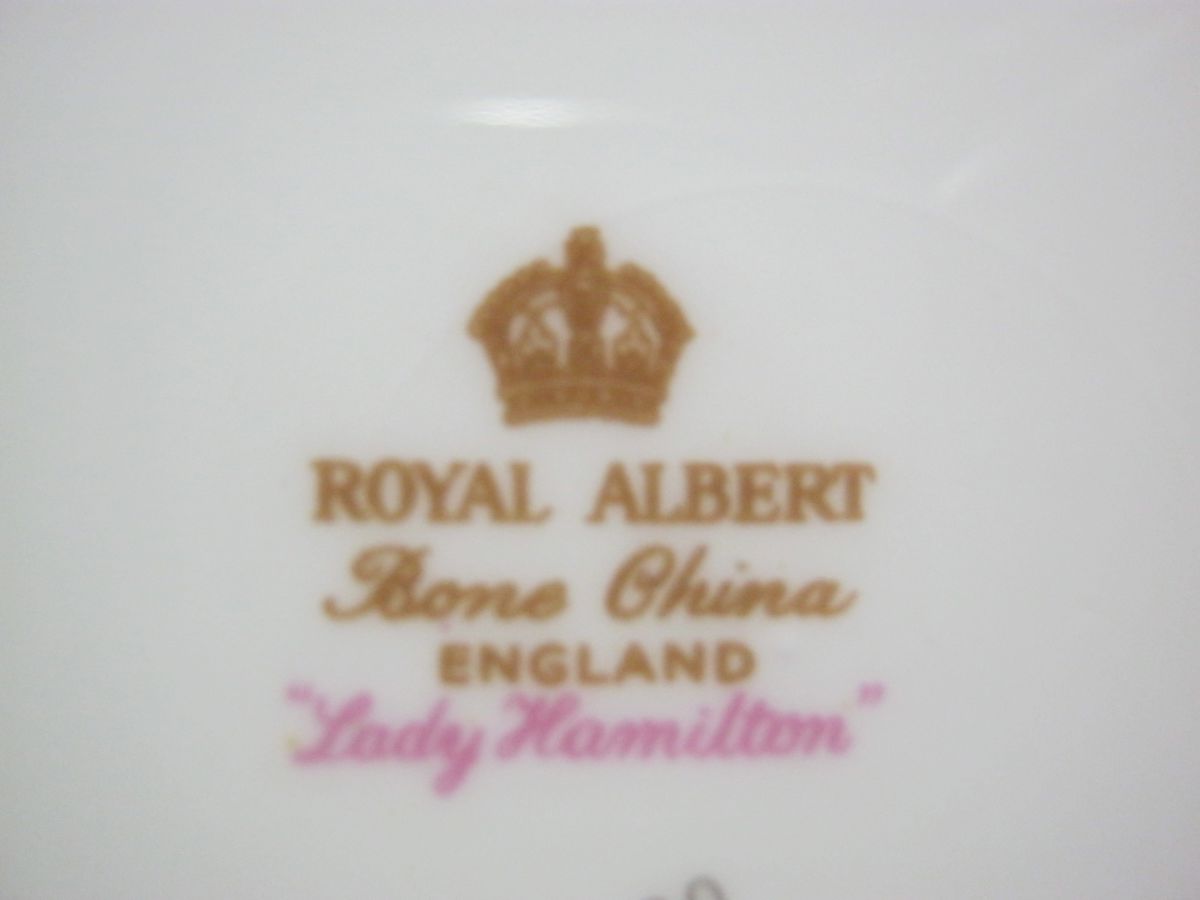 ROYAL ALBERT
Bone China
ENGLAND
"Lady Hamilton"